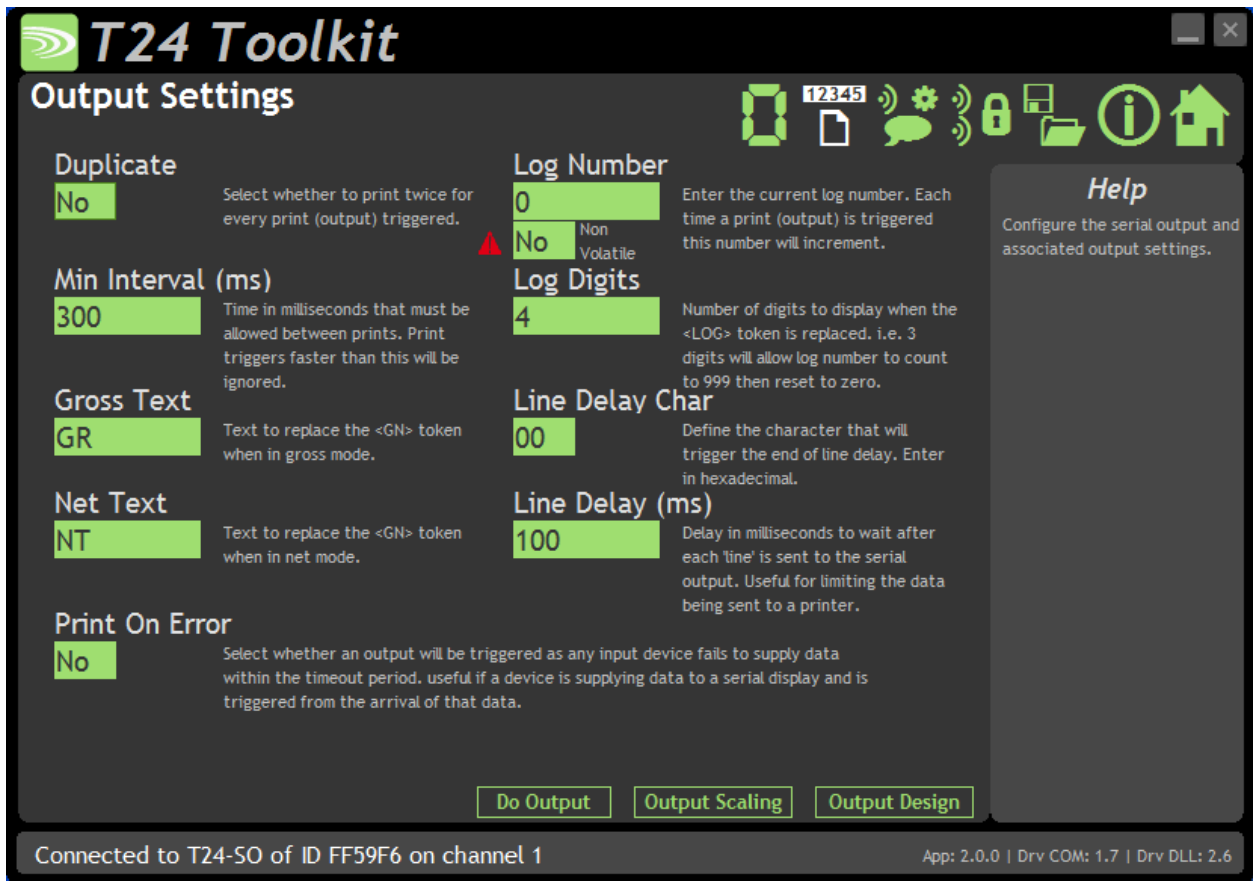 T24 Toolkit
Output Settings
12345
Duplicate
No
Select whether to print twice for
every print (output) triggered.
Log Number
0
No
Non
Volatile
Enter the current log number. Each
time a print (output) is triggered
this number will increment.
Min Interval (ms)
300
Time in milliseconds that must be
allowed between prints. Print
triggers faster than this will be
ignored.
Log Digits
4
Number of digits to display when the
<LOG> token is replaced. i.e. 3
digits will allow log number to count
to 999 then reset to zero.
Gross Text
GR
Text to replace the <GN> token
when in gross mode.
Line Delay Char
00
Define the character that will
trigger the end of line delay. Enter
in hexadecimal.
Net Text
NT
Text to replace the <GN> token
when in net mode.
Line Delay (ms)
100
Delay in milliseconds to wait after
each 'line' is sent to the serial
output. Useful for limiting the data
being sent to a printer.
Print On Error
No
Select whether an output will be triggered as any input device fails to supply data
within the timeout period. useful if a device is supplying data to a serial display and is
triggered from the arrival of that data.
Do Output
Output Scaling
Output Design
Help
Configure the serial output and
associated output settings.
Connected to T24-SO of ID FF59F6 on channel 1
App: 2.0.0 | Drv COM: 1.7 | Drv DLL: 2.6